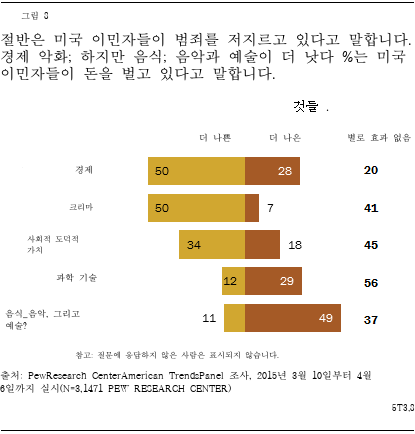 그림 3
절반은 미국 이민자들이 범죄를 저지르고 있다고 말합니다.
경제 악화; 하지만 음식; 음악과 예술이 더 낫다 %는 미국
이민자들이 돈을 벌고 있다고 말합니다.
것들 .
더 나쁜 더 나은 별로 효과 없음
경제 50 28 20
크리마 50 7 41
사회적 도덕적
가치 34 18 45
과학 기술 12 29 56
음식_음악, 그리고
예술? 11 49 37
참고: 질문에 응답하지 않은 사람은 표시되지 않습니다.
출처: PewResearch CenterAmerican TrendsPanel 조사, 2015년 3월 10일부터 4월
6일까지 실시(N=3,1471 PEW RESEARCH CENTER)
5T3,3